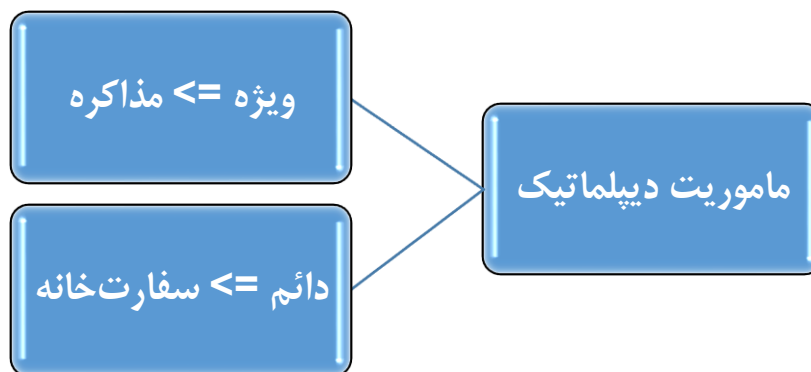 ماموریت دیپلماتیک
ویژه => مذاکره
دائم => سفارت‌خانه